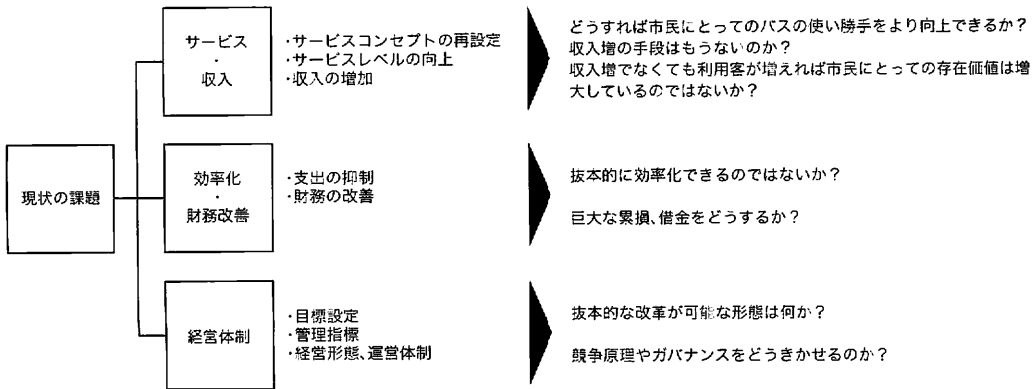 現状の課題
サービス
・
収入
・サービスコンセプトの再設定
・サービスレベルの向上
・収入の増加
どうすれば市民にとってのバスの使い勝手をより向上できるか？
収入増の手段はもうないのか？
収入増でなくても利用客が増えれば市民にとっての存在価値は増
大しているのではないか？
効率化
・
財務改善
・支出の抑制
・財務の改善
抜本的に効率化できるのではないか？
巨大な累損、借金をどうするか？
経営体制
・目標設定
・管理指標
・経営形態、運営体制
抜本的な改革が可能な形態は何か？
競争原理やガバナンスをどうきかせるのか？